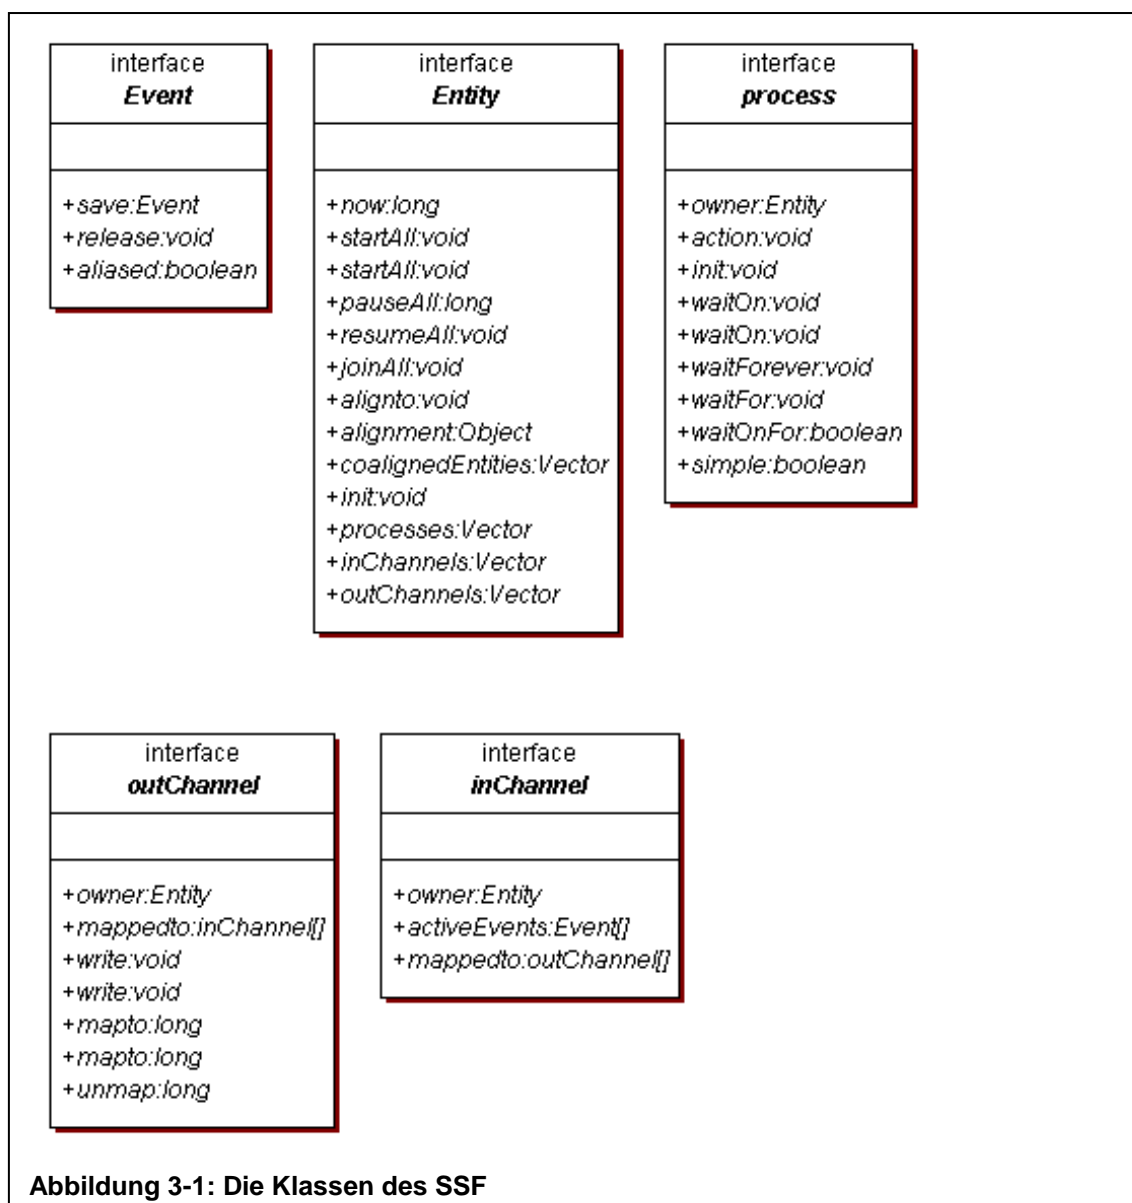 interface
Event
+save:Event
+release:void
+aliased:boolean
interface
Entity
+now:long
+startAll:void
+startAll:void
+pauseAll:long
+resumeAll:void
+joinAll:void
+alignto:void
+alignment:Object
+coalignedEntities:Vector
+init:void
+processes:Vector
+inChannels:Vector
+outChannels:Vector
interface
process
+owner:Entity
+action:void
+init:void
+waitOn:void
+waitOn:void
+waitForever:void
+waitFor:void
+waitOnFor:boolean
+simple:boolean
interface
outChannel
+owner:Entity
+mappedto:inChannel[]
+write:void
+write:void
+mapto:long
+mapto:long
+unmap:long
interface
inChannel
+owner:Entity
+activeEvents:Event[]
+mappedto:outChannel[]
Abbildung 3-1: Die Klassen des SSF